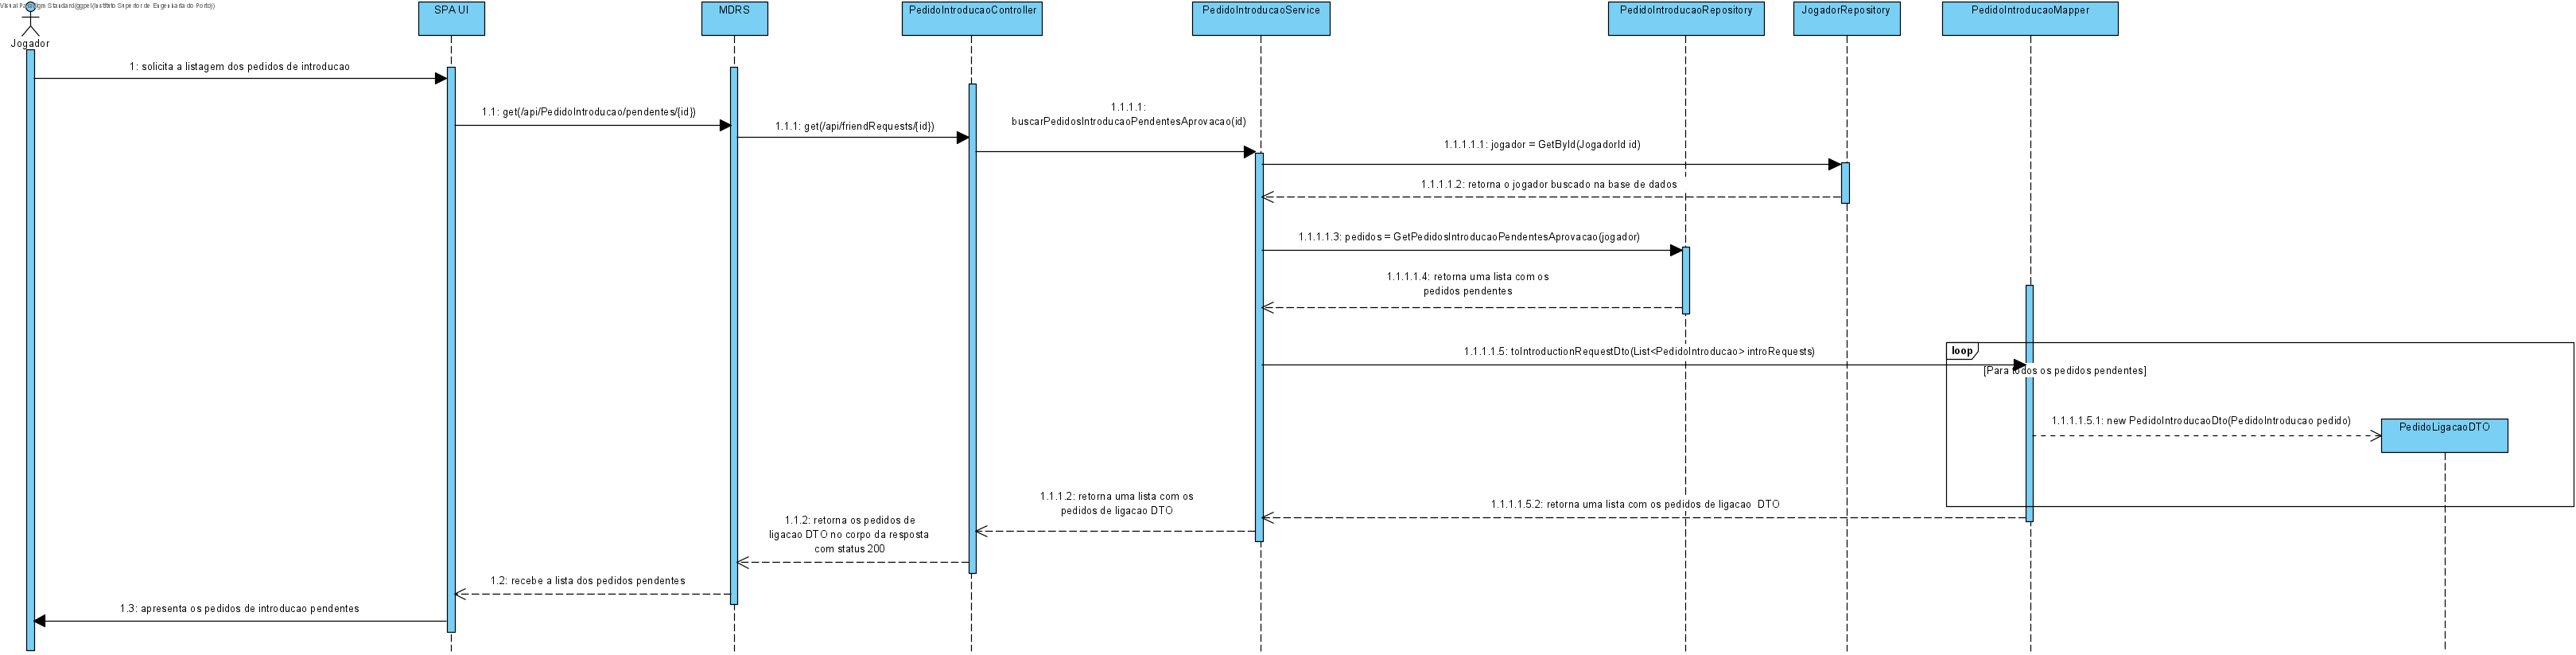 Visual Paradigm Standard(ggpei(Instituto Superior de Engenharia do Porto))
Jogador
SPA UI
MDRS
PedidoIntroducaoController
PedidoIntroducaoService
PedidoIntroducaoRepository
JogadorRepository
PedidoIntroducaoMapper
1: solicita a listagem dos pedidos de introducao
1.1: get(/api/PedidoIntroducao/pendentes/{id})
1.1.1: get(/api/friendRequests/{id})
1.1.1.1:
buscarPedidosIntroducaoPendentesAprovacao(id)
1.1.1.1.1: jogador = GetById(JogadorId id)
1.1.1.1.2: retorna o jogador buscado na base de dados
1.1.1.1.3: pedidos = GetPedidosIntroducaoPendentesAprovacao(jogador)
1.1.1.1.4: retorna uma lista com os
pedidos pendentes
1.1.1.1.5: toIntroductionRequestDto(List<PedidoIntroducao> introRequests)
loop
[Para todos os pedidos pendentes]
1.1.1.1.5.1: new PedidoIntroducaoDto(PedidoIntroducao pedido)
PedidoLigacaoDTO
1.1.1.1.5.2: retorna uma lista com os pedidos de ligacao DTO
1.1.1.2: retorna uma lista com os
pedidos de ligacao DTO
1.1.2: retorna os pedidos de
ligacao DTO no corpo da resposta
com status 200
1.2: recebe a lista dos pedidos pendentes
1.3: apresenta os pedidos de introducao pendentes